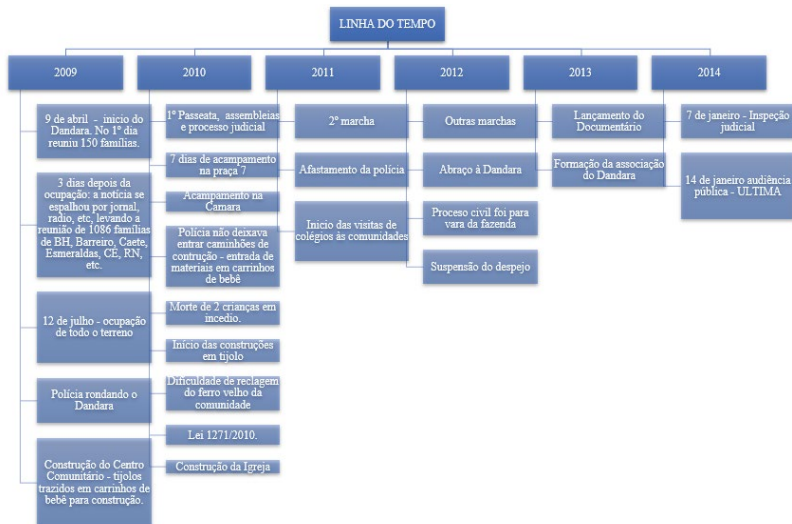 LINHA DO TEMPO
2009
9 de abril - inicio do
Dandara. No 1º dia
reuniu 150 famílias.
3 dias depois da
ocupação: a notícia se
espalhou por jornal,
radio, etc, levando a
reunião de 1086 famílias
de BH, Barreiro, Caete,
Esmeraldas, CE, RN,
etc.
12 de julho - ocupação
de todo o terreno
Polícia rondando o
Dandara
Construção do Centro
Comunitário - tijolos
trazidos em carrinhos de
bebê para construção.
2010
1º Passeata, assembleias
e processo judicial
7 dias de acampamento
na praça 7
Acampamento na
Camara
Polícia não deixava
entrar caminhões de
contrução - entrada de
materiais em carrinhos
de bebê
Morte de 2 crianças em
incedio.
Início das construções
em tijolo
Dificuldade de reclagem
do ferro velho da
comunidade
Lei 1271/2010.
Construção da Igreja
2011
2º marcha
Afastamento da polícia
Inicio das visitas de
colégios às comunidades
2012
Outras marchas
Abraço à Dandara
Proceso civil foi para
vara da fazenda
Suspensão do despejo
2013
Lançamento do
Documentário
Formação da associação
do Dandara
2014
7 de janeiro - Inspeção
judicial
14 de janeiro audiência
pública - ULTIMA